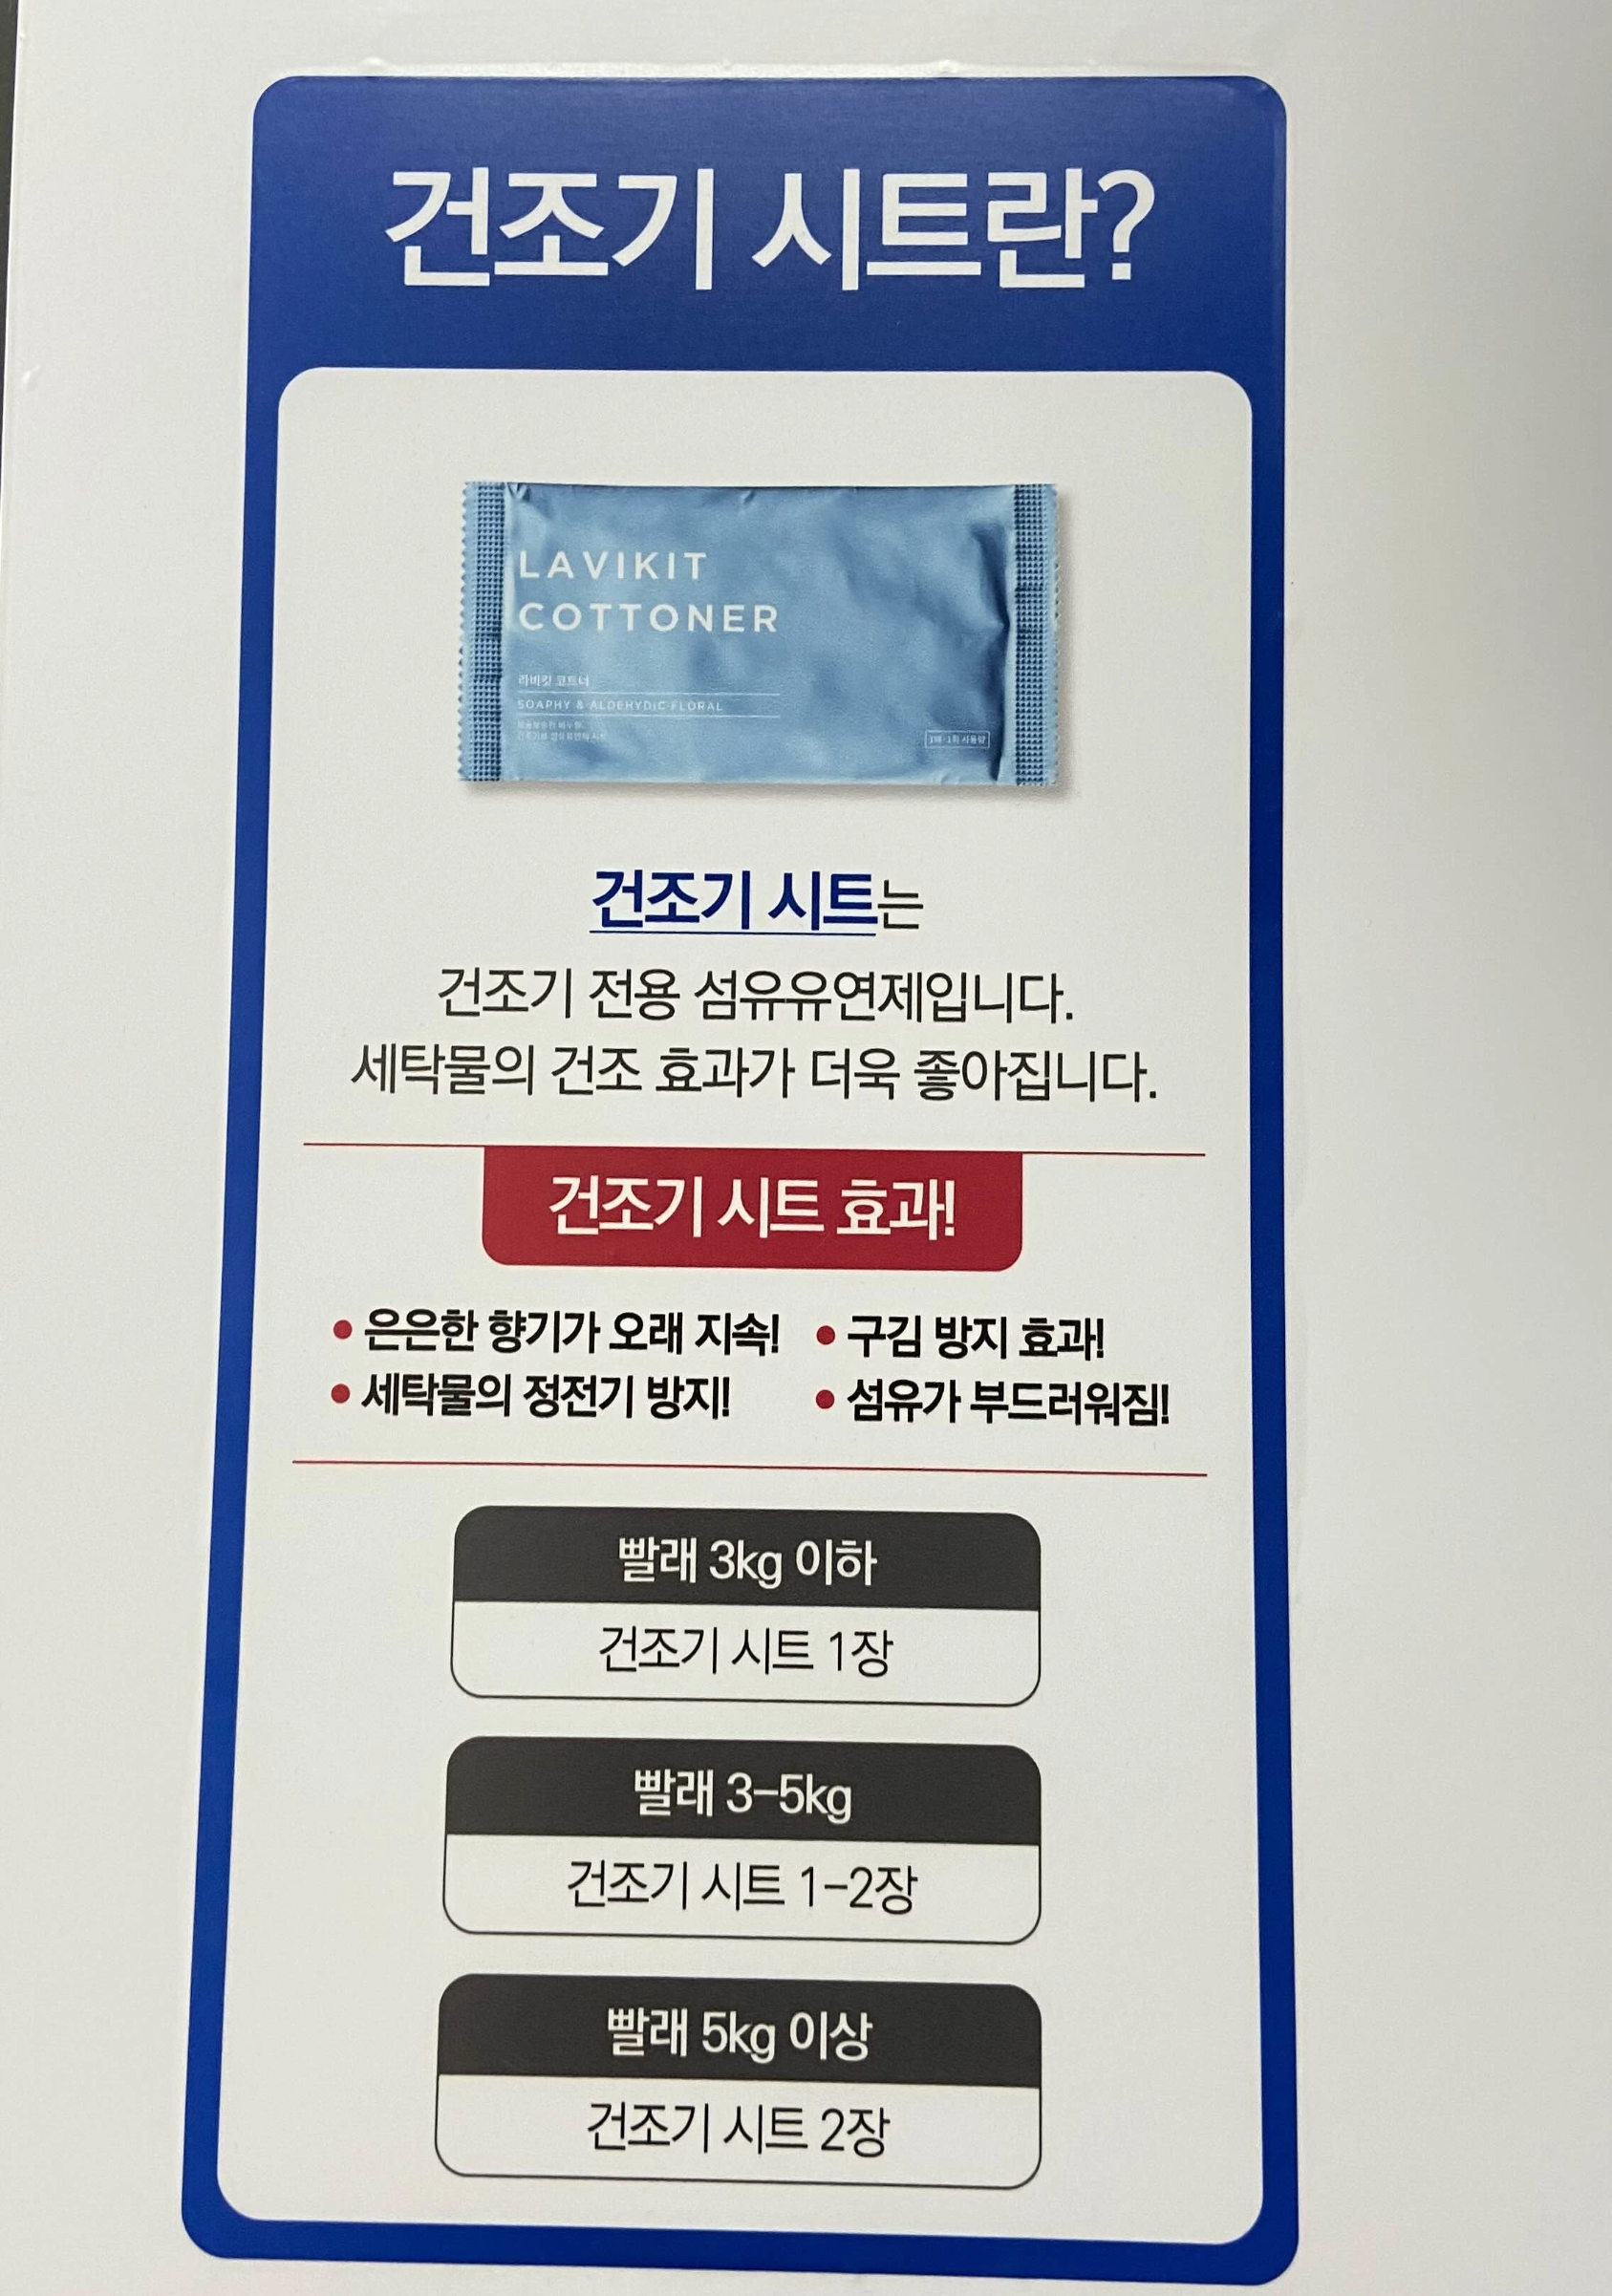 건조기 시트란?
LAVIKIT
COTTONER
라비킷 코트너
SOAPHY & ALDEHYDIC FLORAL
건조기 시트는
건조기 전용 섬유유연제입니다.
세탁물의 건조 효과가 더욱 좋아집니다.
건조기 시트 효과!
• 은은한 향기가 오래 지속! • 구김 방지 효과!
• 세탁물의 정전기 방지! • 섬유가 부드러워짐!
빨래 3kg 이하
건조기 시트 1장
빨래 3-5kg
건조기 시트 1-2장
빨래 5kg 이상
건조기 시트 2장